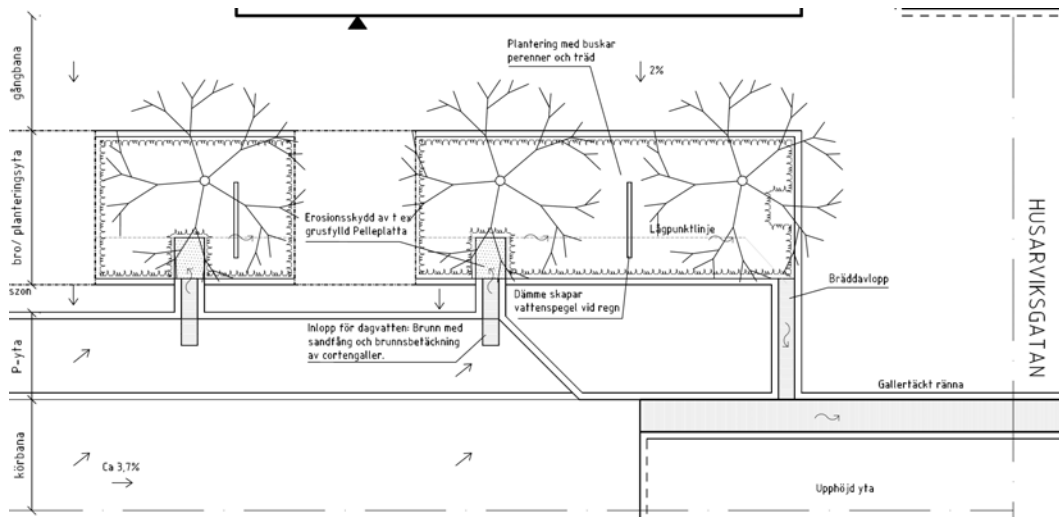 gångbana
bro/ planteringsyta
szon
P-yta
körbana
Plantering med buskar
perenner och träd
2%
Erosionsskydd av t ex
grusfylld Pelleplatta
Lågpunktlinje
Bräddavlopp
Dämme skapar
vattenspegel vid regn
Inlopp för dagvatten: Brunn med
sandfång och brunnsbetäckning
av cortengaller.
Gallertäckt ränna
Ca 3,7%
Upphöjd yta
HUSARVIKSGATAN